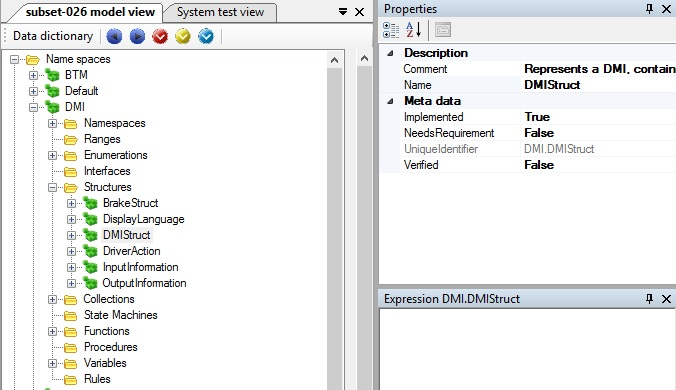 subset-026 model view
System test view
Data dictionary
Name spaces
BTM
Default
DMI
Namespaces
Ranges
Enumerations
Interfaces
Structures
BrakeStruct
DisplayLanguage
DMIStruct
DriverAction
InputInformation
OutputInformation
Collections
State Machines
Functions
Procedures
Variables
Rules
Properties
Description
Comment Represents a DMI, contain
Name DMIStruct
Meta data
Implemented True
NeedsRequirement False
UniqueIdentifier DMI.DMIStruct
Verified False
Expression DMI.DMIStruct